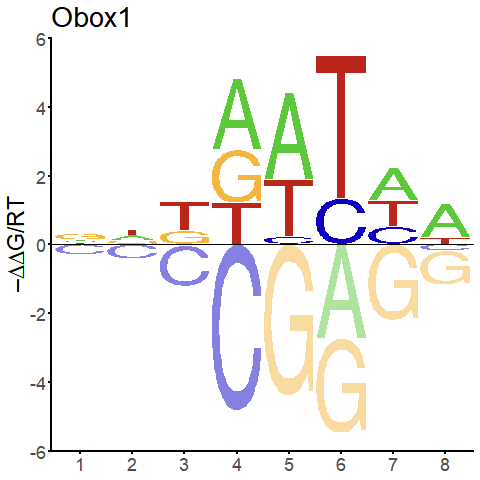 Obox1
−ΔΔG/RT
6
4
2
0
-2
-4
-6
A A T
G T C A A
T T G C T C T
G A C
C C C C G A G C G
G
1 2 3 4 5 6 7 8